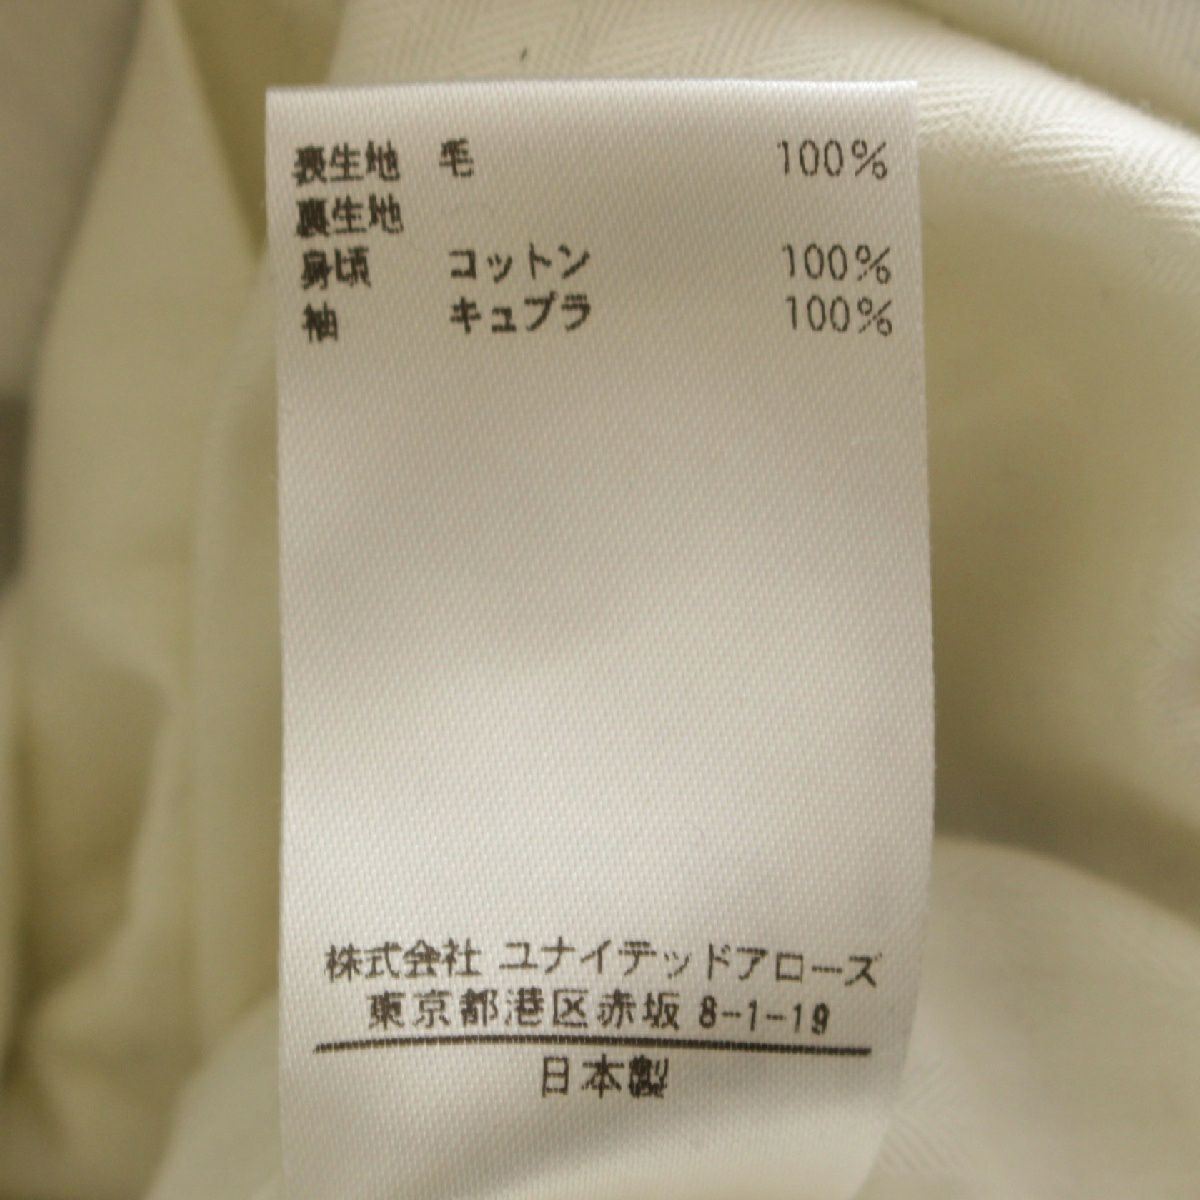 表生地 毛 100%
裏生地
身頃 コットン 100%
袖 キュプラ 100%
株式会社 ユナイテッドアローズ
東京都港区赤坂 8-1-19
日本製